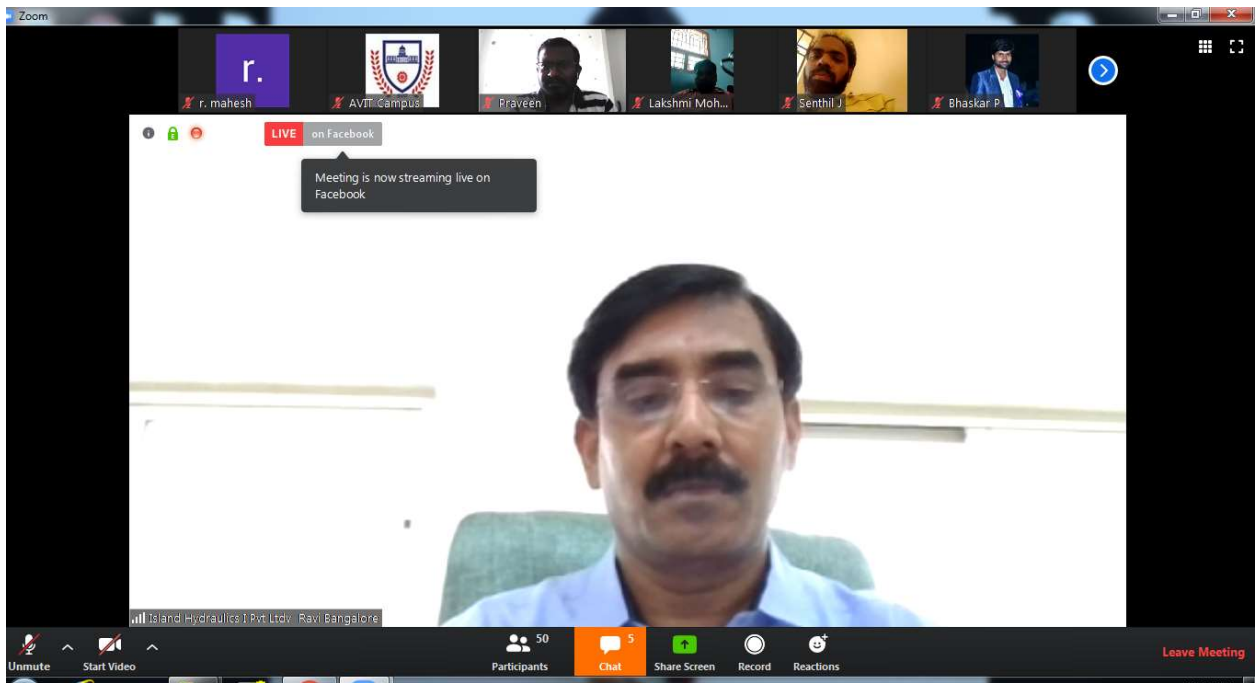 Zoom
r.
r. mahesh
AVIT Campus
Praveen
Lakshmi Moh...
Senthil J
Bhaskar P
LIVE on Facebook
Meeting is now streaming live on
Facebook
Island Hydraulics I Pvt Ltdv Ravi Bangalore
50
5
Unmute
Start Video
Participants
Chat
Share Screen
Record
Reactions
Leave Meeting